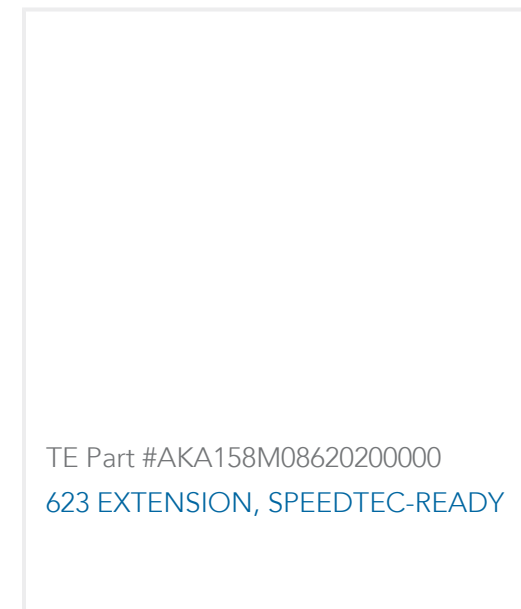 TE Part #AKA158M08620200000
623 EXTENSION, SPEEDTEC-READY